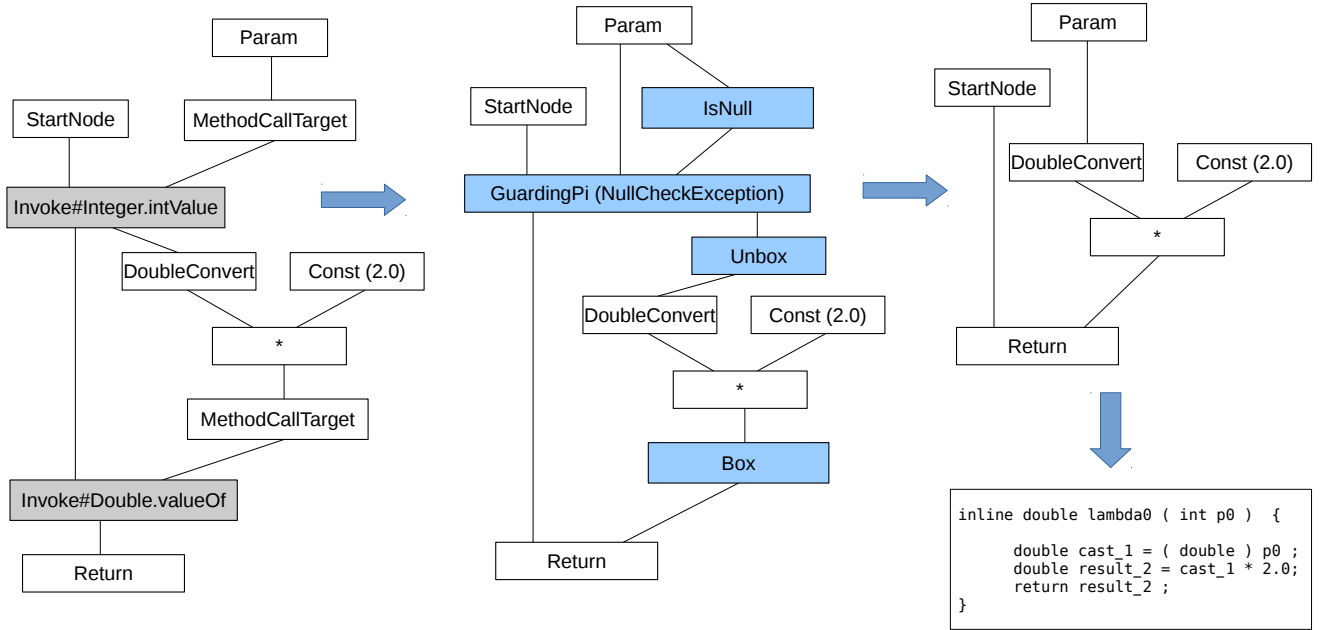 Param
StartNode
MethodCallTarget
Invoke#Integer.intValue
DoubleConvert
Const (2.0)
*
MethodCallTarget
Invoke#Double.valueOf
Return
Param
StartNode
IsNull
GuardingPi (NullCheckException)
Unbox
DoubleConvert
Const (2.0)
*
Box
Return
Param
StartNode
DoubleConvert
Const (2.0)
*
Return
inline double lambda0 ( int p0 )  {
double cast_1 = ( double ) p0 ;
double result_2 = cast_1 * 2.0;
return result_2 ;
}